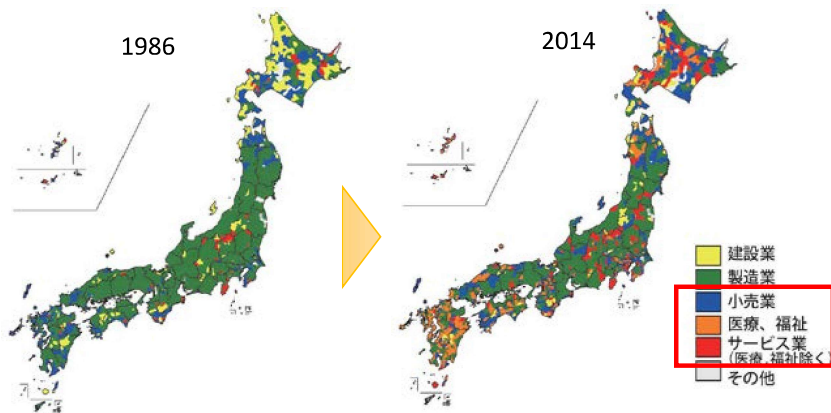 1986
2014
建設業
製造業
小売業
医療、福祉
サービス業
(医療、福祉除く)
その他